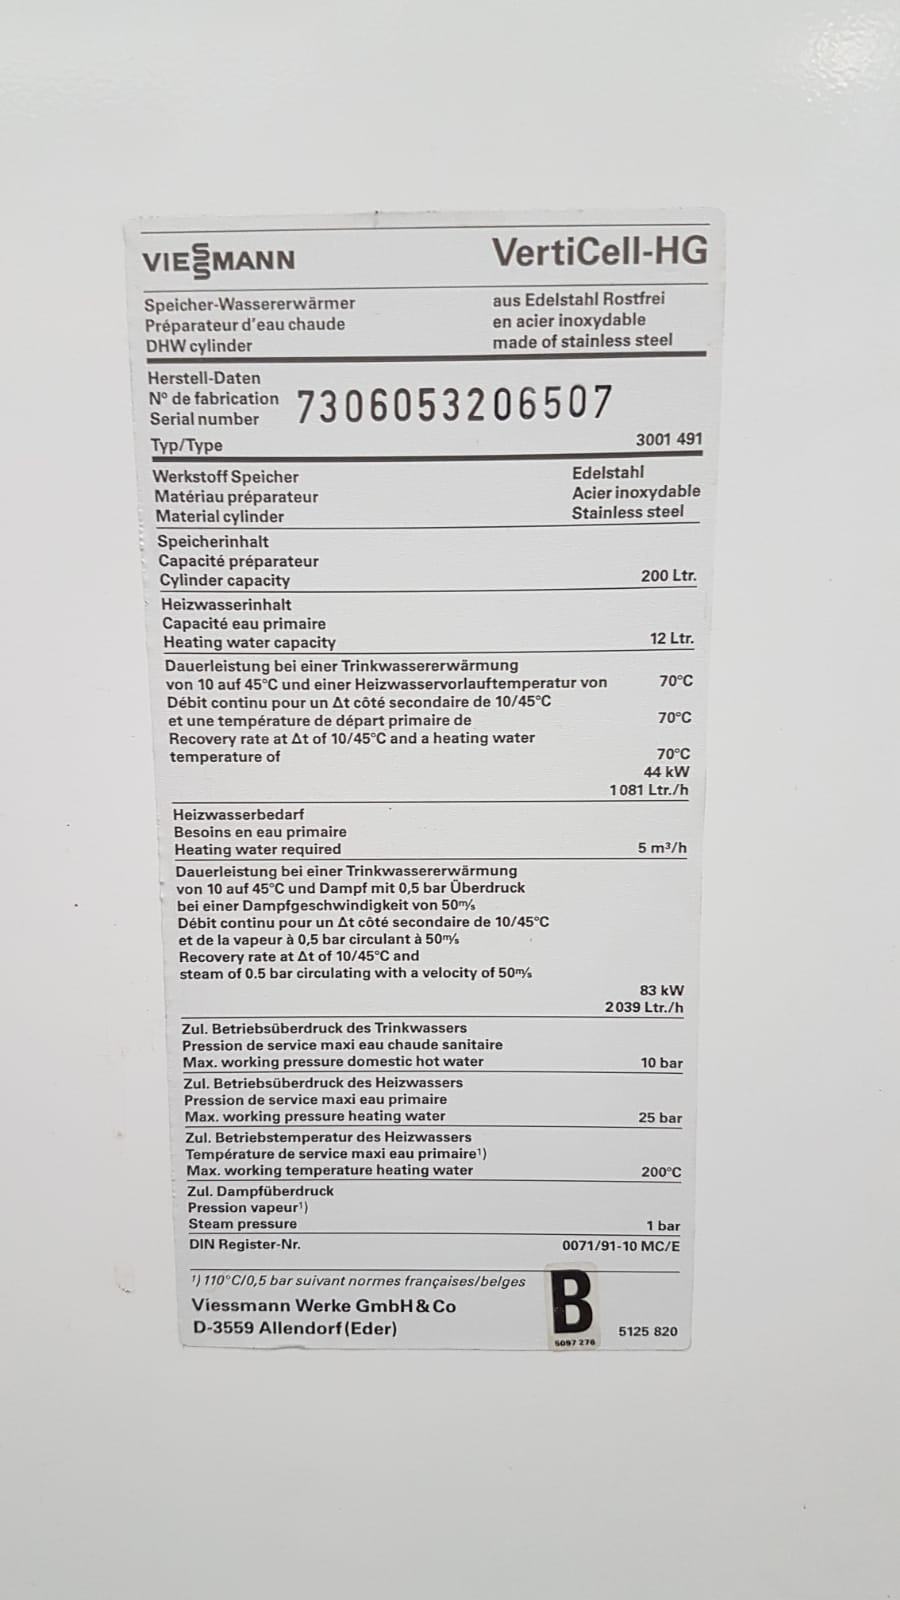 VIESSMANN VertiCell-HG
Speicher-Wassererwärmer aus Edelstahl Rostfrei
Préparateur d'eau chaude en acier inoxydable
DHW cylinder made of stainless steel
Herstell-Daten
Nº de fabrication 7306053206507
Serial number
Typ/Type 3001 491
Werkstoff Speicher Edelstahl
Matériau préparateur Acier inoxydable
Material cylinder Stainless steel
Speicherinhalt
Capacité préparateur
Cylinder capacity 200 Ltr.
Heizwasserinhalt
Capacité eau primaire
Heating water capacity 12 Ltr.
Dauerleistung bei einer Trinkwassererwärmung
von 10 auf 45°C und einer Heizwasservorlauftemperatur von 70°C
Débit continu pour un Δt côté secondaire de 10/45°C
et une température de départ primaire de 70°C
Recovery rate at Δt of 10/45°C and a heating water
temperature of 70°C
44 kW
1081 Ltr./h
Heizwasserbedarf
Besoins en eau primaire
Heating water required 5 m³/h
Dauerleistung bei einer Trinkwassererwärmung
von 10 auf 45°C und Dampf mit 0,5 bar Überdruck
bei einer Dampfgeschwindigkeit von 50m/s
Débit continu pour un Δt côté secondaire de 10/45°C
et de la vapeur à 0,5 bar circulant à 50m/s
Recovery rate at Δt of 10/45°C and
steam of 0.5 bar circulating with a velocity of 50m/s
83 kW
2039 Ltr./h
Zul. Betriebsüberdruck des Trinkwassers
Pression de service maxi eau chaude sanitaire
Max. working pressure domestic hot water 10 bar
Zul. Betriebsüberdruck des Heizwassers
Pression de service maxi eau primaire
Max. working pressure heating water 25 bar
Zul. Betriebstemperatur des Heizwassers
Température de service maxi eau primaire¹)
Max. working temperature heating water 200°C
Zul. Dampfüberdruck
Pression vapeur¹)
Steam pressure 1 bar
DIN Register-Nr. 0071/91-10 MC/E
¹) 110°C/0,5 bar suivant normes françaises/belges
Viessmann Werke GmbH & Co
D-3559 Allendorf (Eder)
B
5097 276
5125 820